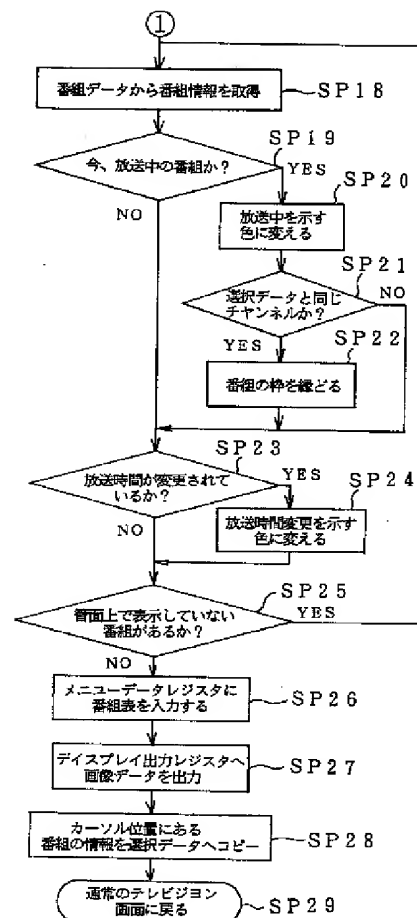 1
番組データから番組情報を取得
SP18
今、放送中の番組か?
SP19
YES
NO
放送中を示す
色に変える
SP20
選択データと同じ
チャンネルか?
SP21
NO
YES
番組の枠を縁どる
SP22
放送時間が変更されて
いるか?
SP23
YES
NO
放送時間変更を示す
色に変える
SP24
管面上で表示していない
番組があるか?
SP25
YES
NO
メニューデータレジスタに
番組表を入力する
SP26
デイスプレイ出力レジスタへ
画像データを出力
SP27
カーソル位置にある
番組の情報を選択データへコピー
SP28
通常のテレビジヨン
画面に戻る
SP29